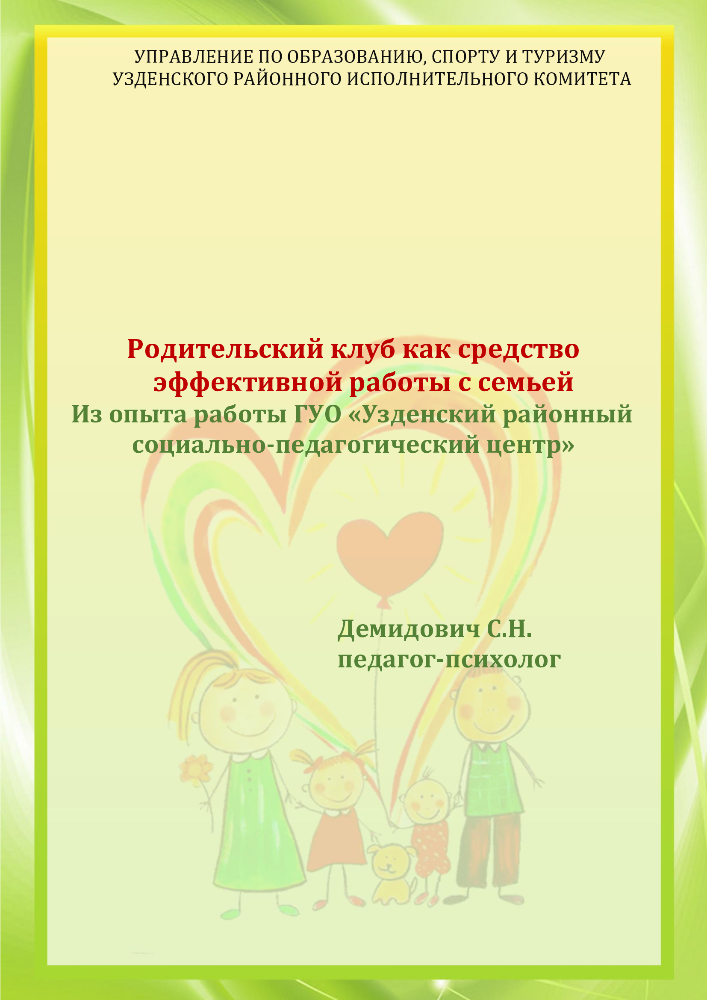 УПРАВЛЕНИЕ ПО ОБРАЗОВАНИЮ, СПОРТУ И ТУРИЗМУ
УЗДЕНСКОГО РАЙОННОГО ИСПОЛНИТЕЛЬНОГО КОМИТЕТА
Родительский клуб как средство
эффективной работы с семьей
Из опыта работы ГУО «Узденский районный
социально-педагогический центр»
Демидович С.Н.
педагог-психолог